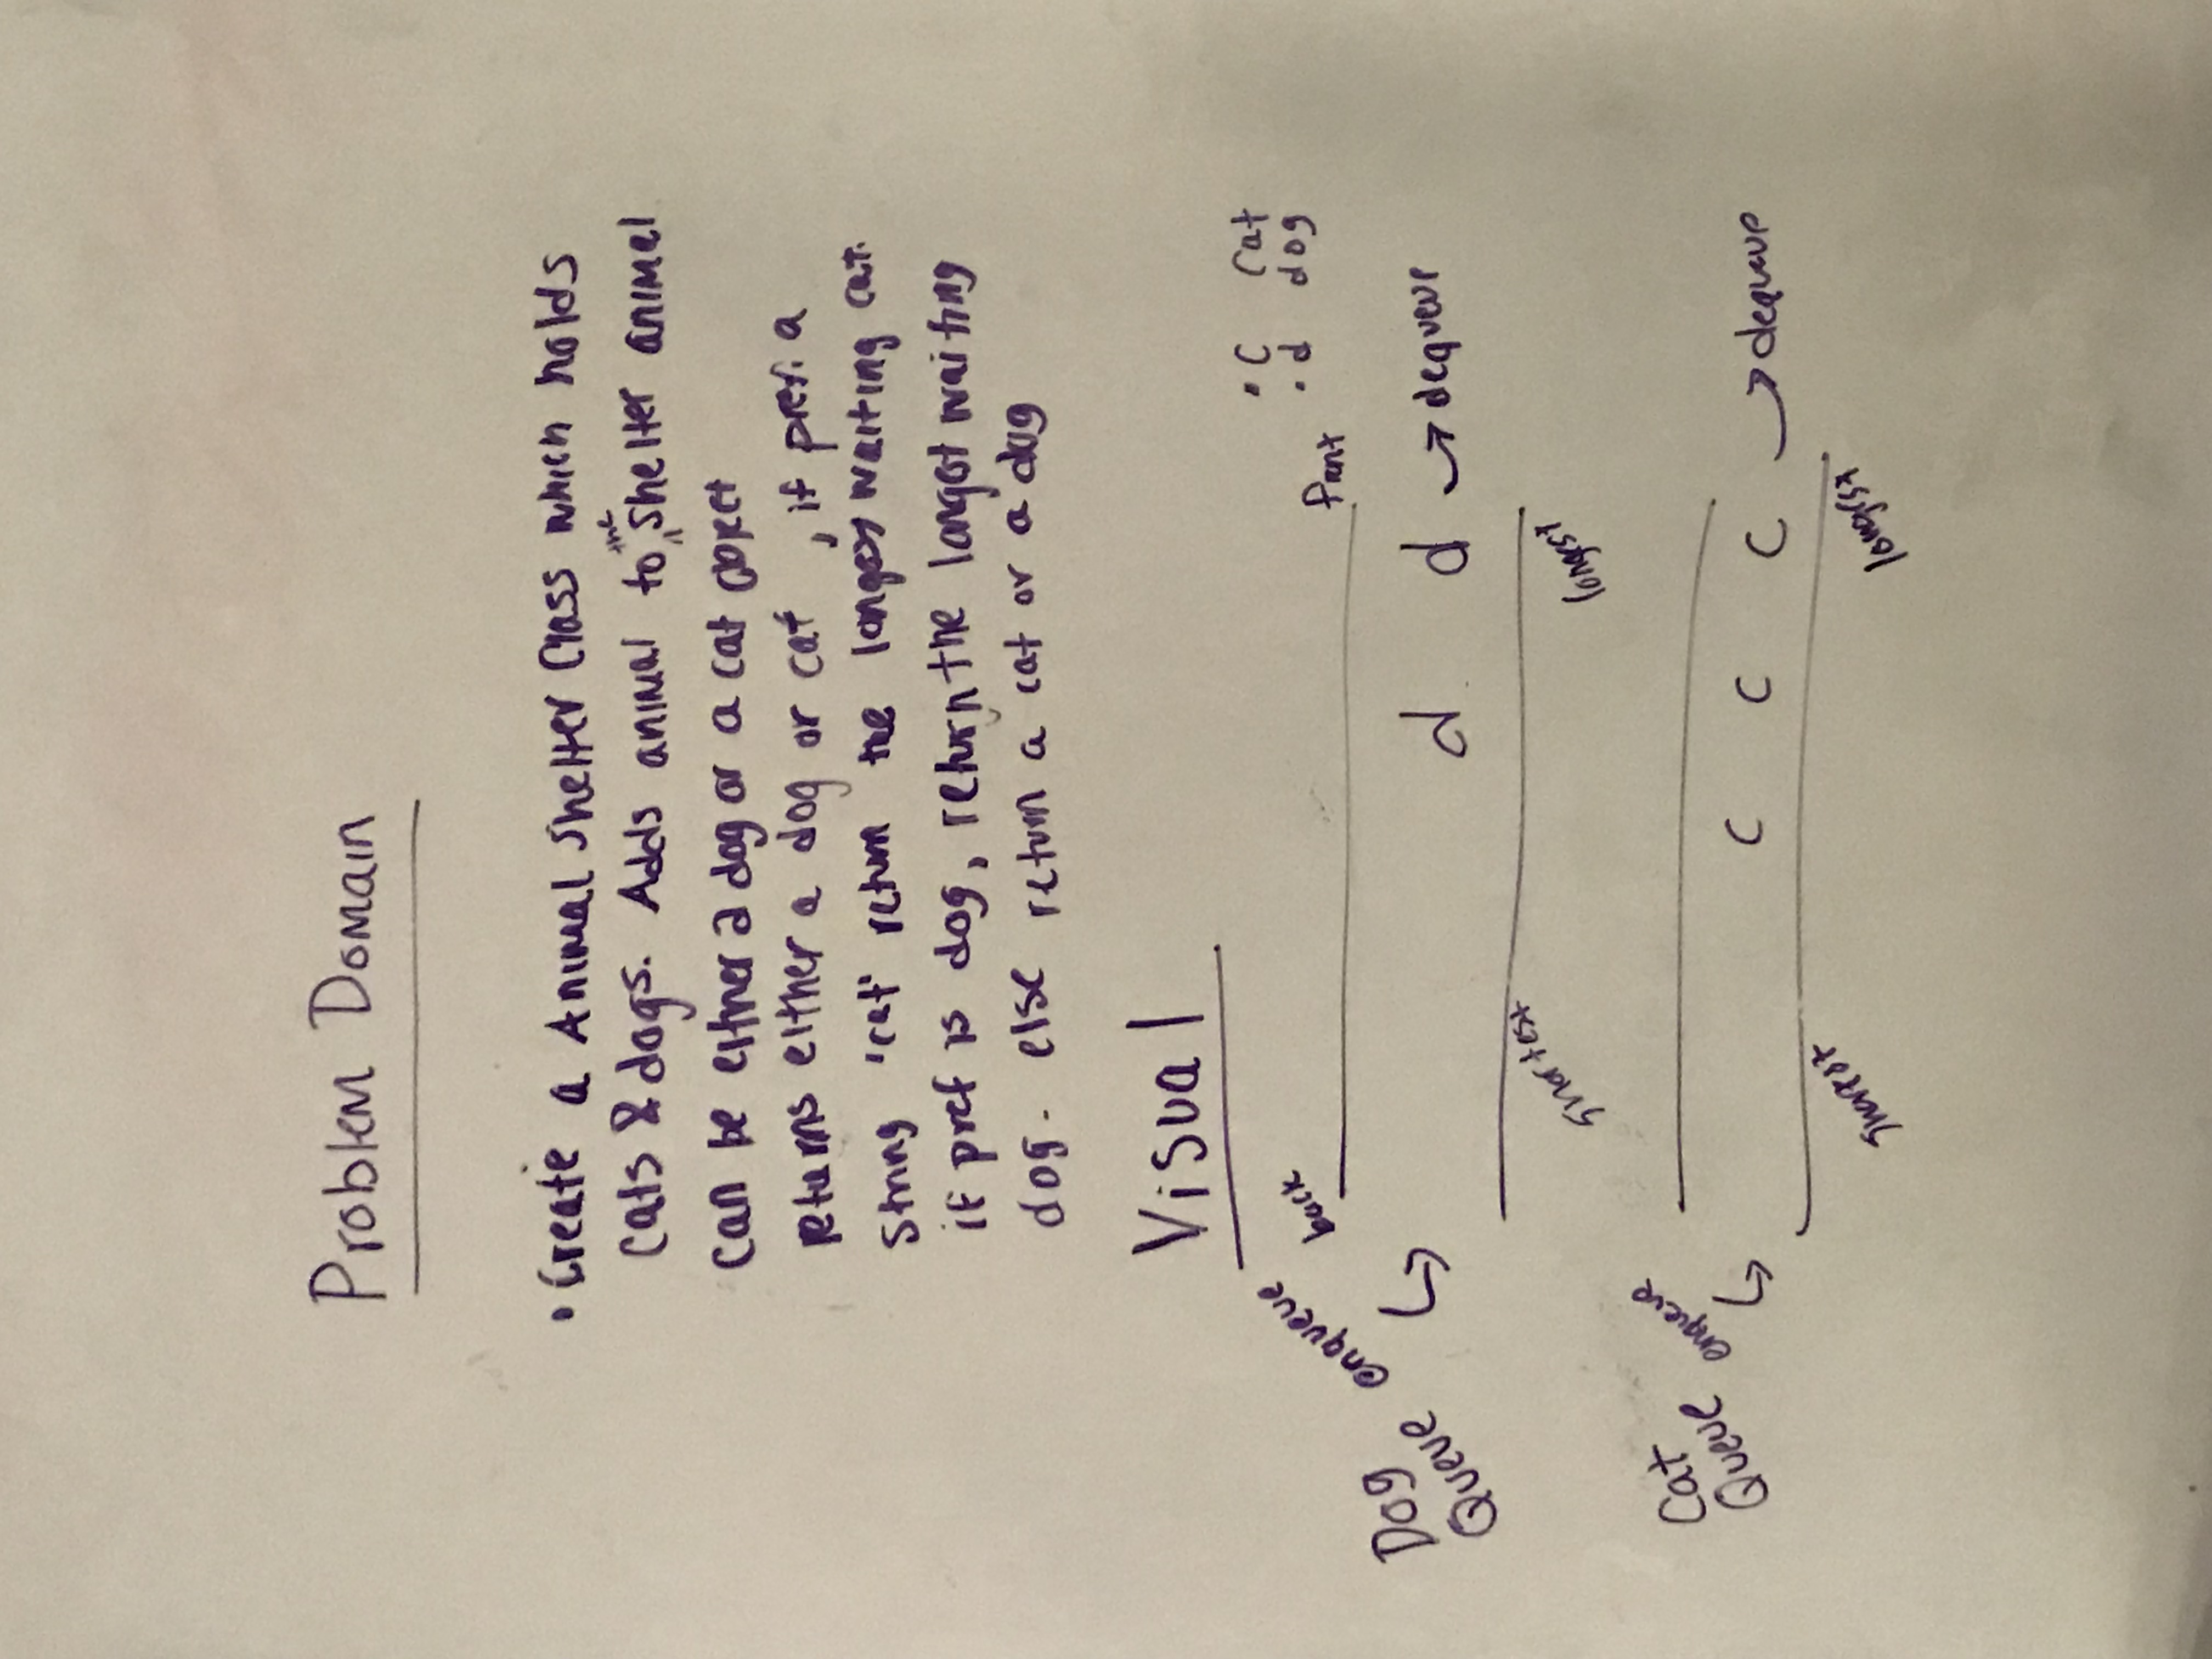 Problem Domain
• Create a Animal Shelter Class which holds
cats & dogs. Adds animal to the shelter animal
can be either a dog or a cat object
returns either a dog or cat , if pref. a
string 'cat' return the longest waiting cat.
if pref is dog, return the longest waiting
dog. else return a cat or a dog
Visual
• C Cat
• d dog
back
front
Dog
Queue
enqueue
d d → dequeue
shortest
longest
Cat
Queue
enqueue
C C C → dequeue
shortest
longest